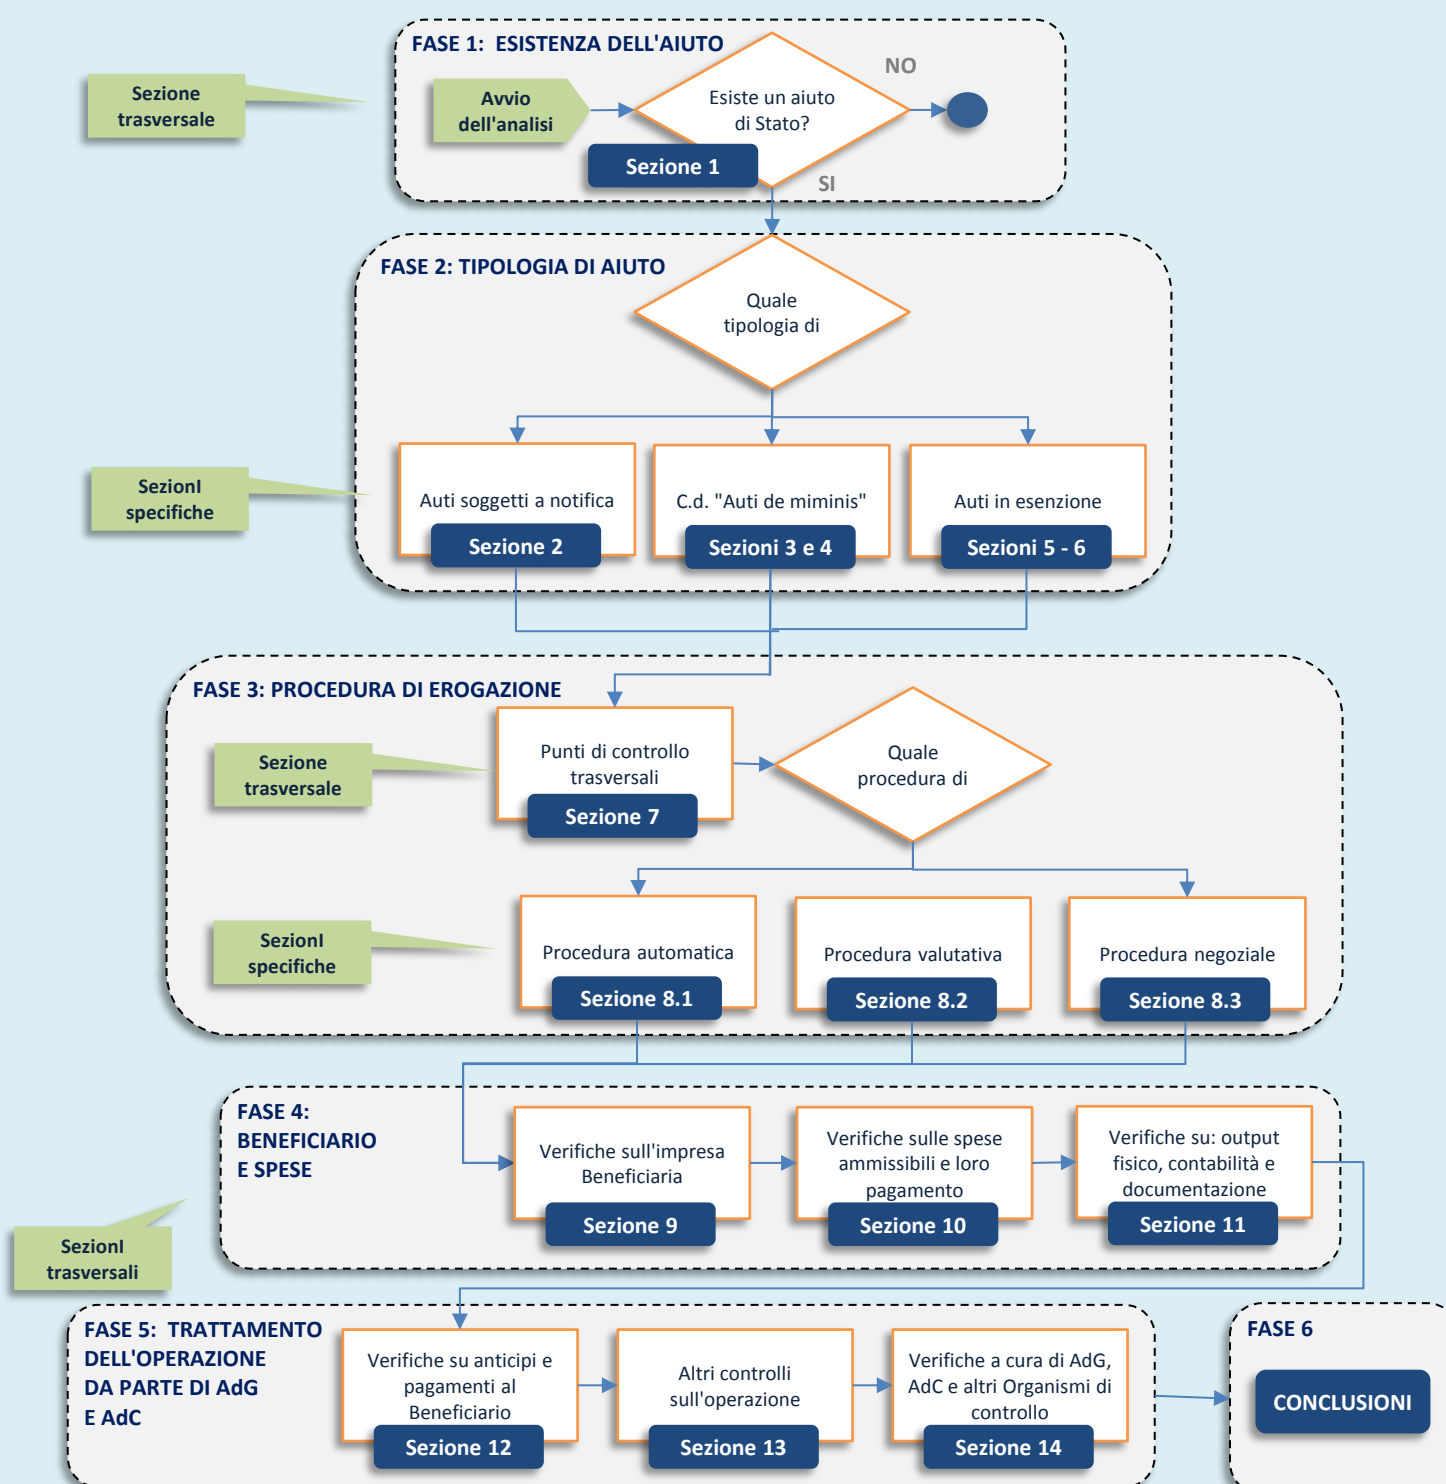 FASE 1: ESISTENZA DELL'AIUTO
NO
Sezione
trasversale
Avvio
dell'analisi
Esiste un aiuto
di Stato?
Sezione 1
SI
FASE 2: TIPOLOGIA DI AIUTO
Quale
tipologia di
SezionI
specifiche
Auti soggetti a notifica
Sezione 2
C.d. "Auti de miminis"
Sezioni 3 e 4
Auti in esenzione
Sezioni 5 - 6
FASE 3: PROCEDURA DI EROGAZIONE
Sezione
trasversale
Punti di controllo
trasversali
Sezione 7
Quale
procedura di
SezionI
specifiche
Procedura automatica
Sezione 8.1
Procedura valutativa
Sezione 8.2
Procedura negoziale
Sezione 8.3
FASE 4:
BENEFICIARIO
E SPESE
Verifiche sull'impresa
Beneficiaria
Sezione 9
Verifiche sulle spese
ammissibili e loro
pagamento
Sezione 10
Verifiche su: output
fisico, contabilità e
documentazione
Sezione 11
SezionI
trasversali
FASE 5: TRATTAMENTO
DELL'OPERAZIONE
DA PARTE DI AdG
E AdC
Verifiche su anticipi e
pagamenti al
Beneficiario
Sezione 12
Altri controlli
sull'operazione
Sezione 13
Verifiche a cura di AdG,
AdC e altri Organismi di
controllo
Sezione 14
FASE 6
CONCLUSIONI